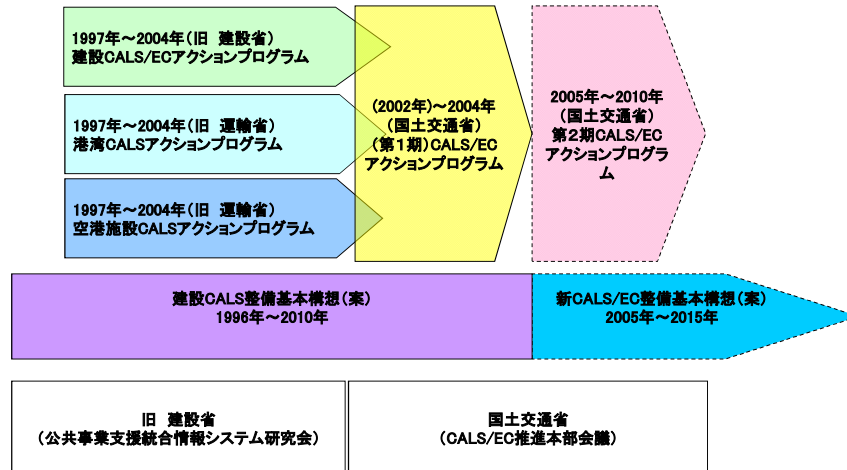 1997年～2004年（旧　建設省）
建設CALS/ECアクションプログラム
1997年～2004年（旧　運輸省）
港湾CALSアクションプログラム
1997年～2004年（旧　運輸省）
空港施設CALSアクションプログラム
(2002年)～2004年
（国土交通省）
（第１期）CALS/EC
アクションプログラム
2005年～2010年
（国土交通省）
第２期CALS/EC
アクションプログラ
ム
建設CALS整備基本構想（案）
1996年～2010年
新CALS/EC整備基本構想（案）
2005年～2015年
旧　建設省
（公共事業支援統合情報システム研究会）
国土交通省
（CALS/EC推進本部会議）